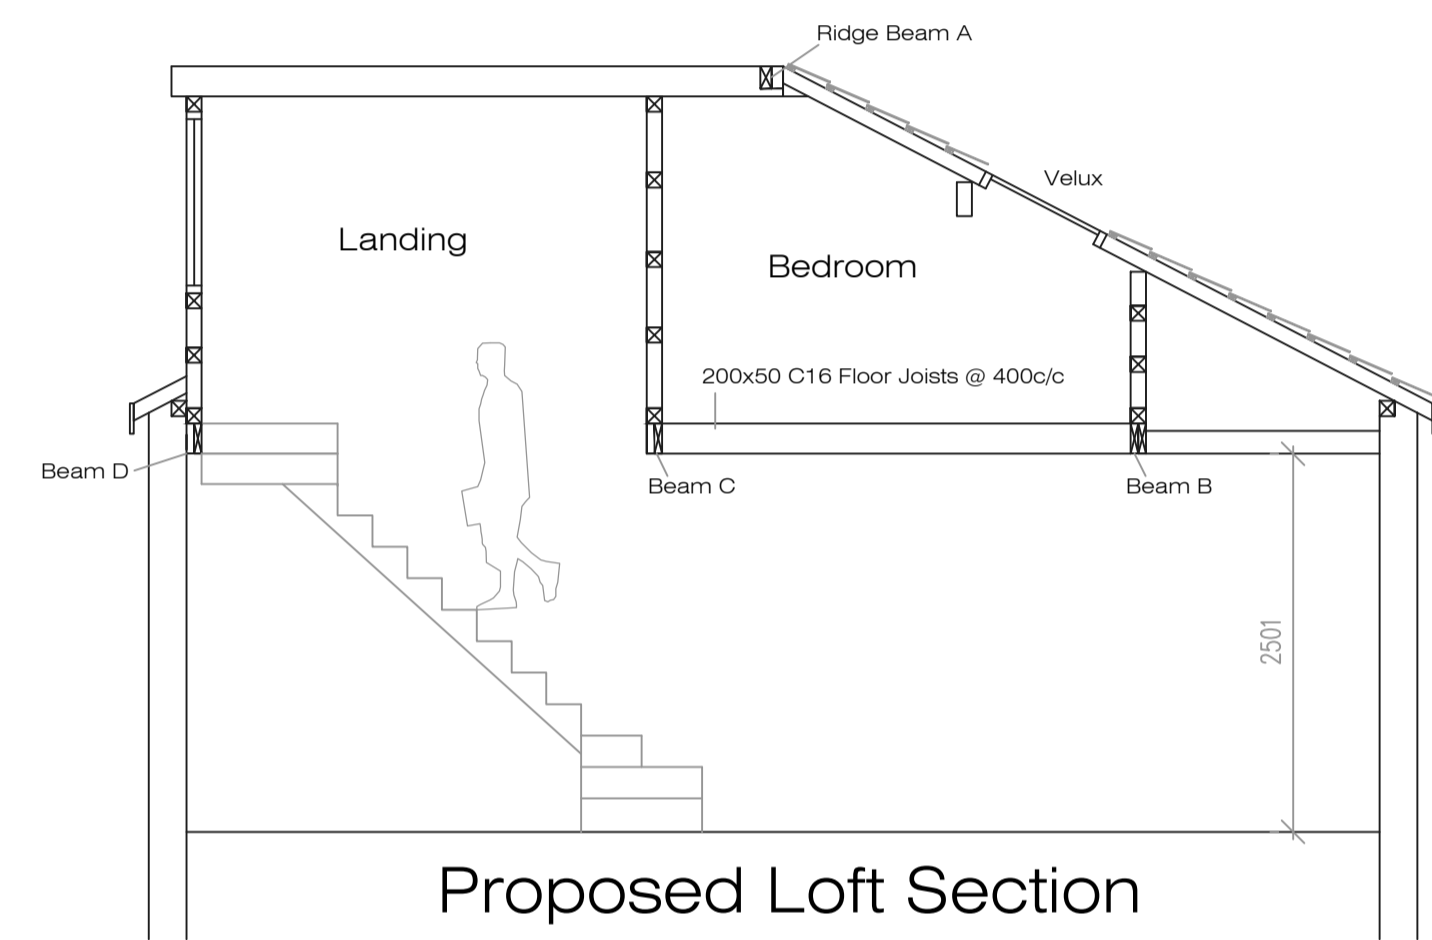 Ridge Beam A
Velux
Landing
Bedroom
200x50 C16 Floor Joists @ 400c/c
Beam D
Beam C
Beam B
2501
Proposed Loft Section